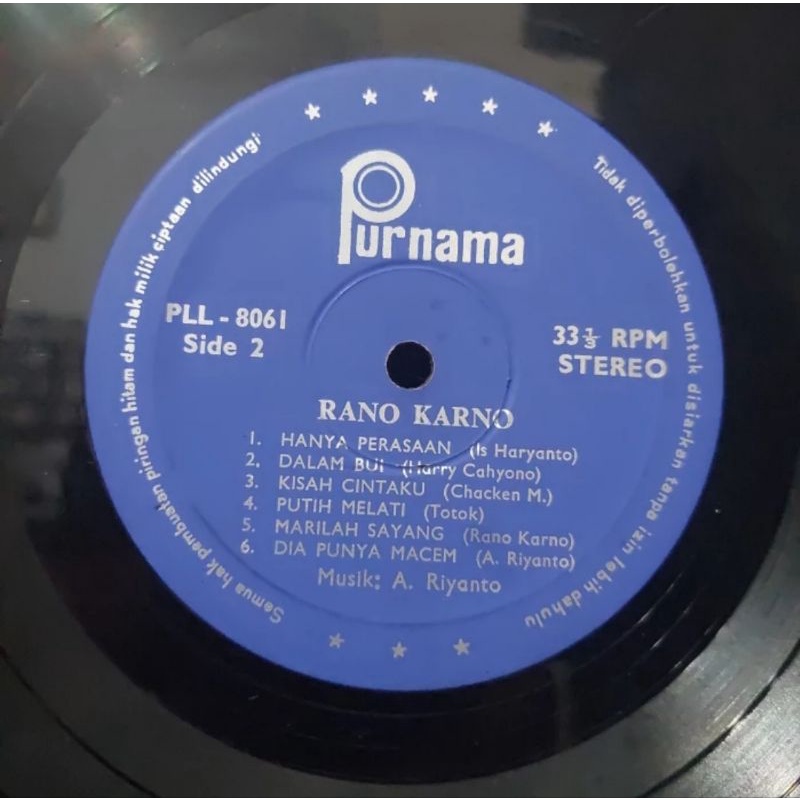 Semua hak pembuatan piringan hitam dan hak milik ciptaan dilindungi
Tidak diperbolehkan untuk disiarkan tanpa izin lebih dahulu
Purnama
PLL - 8061
Side 2
33⅓ RPM
STEREO
RANO KARNO
1. HANYA PERASAAN (Is Haryanto)
2. DALAM BUI (Harry Cahyono)
3. KISAH CINTAKU (Chacken M.)
4. PUTIH MELATI (Totok)
5. MARILAH SAYANG (Rano Karno)
6. DIA PUNYA MACEM (A. Riyanto)
Musik: A. Riyanto